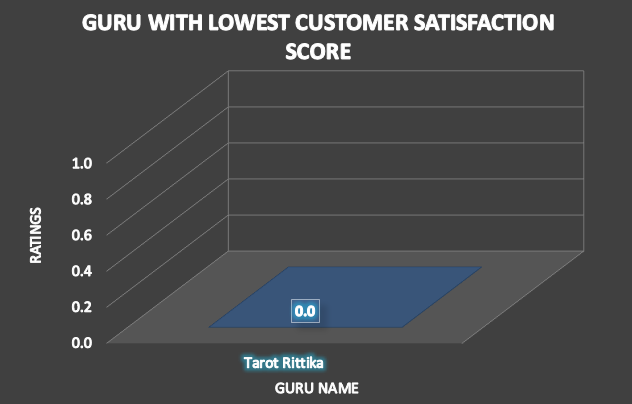 GURU WITH LOWEST CUSTOMER SATISFACTION
SCORE
1.0
0.8
0.6
0.4
0.2
0.0
RATINGS
0.0
Tarot Rittika
GURU NAME